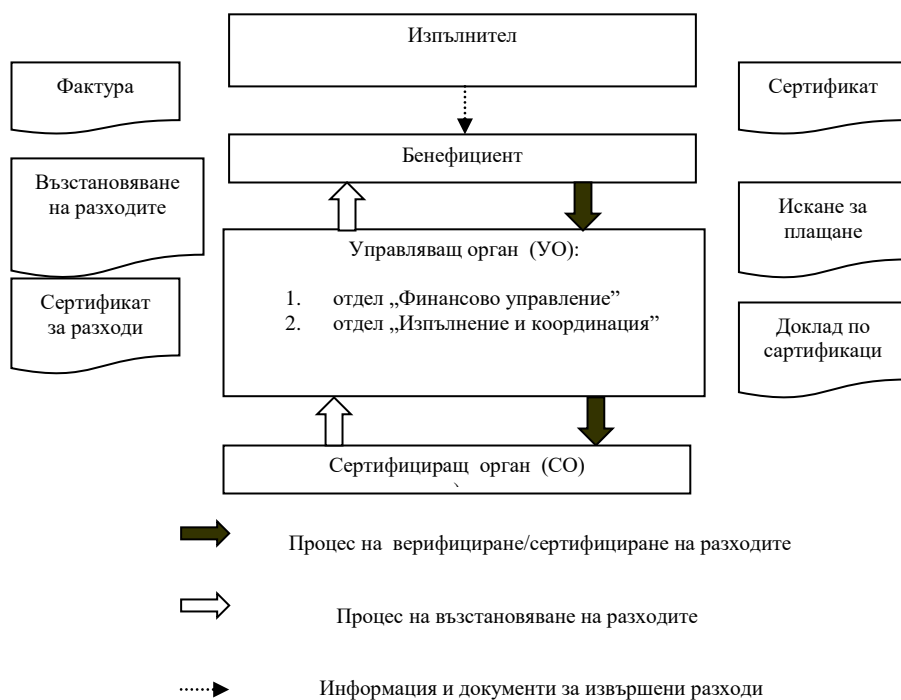 Изпълнител
Фактура
Сертификат
Бенефициент
Възстановяване
на разходите
Искане за
плащане
Управляващ орган (УО):
1. отдел „Финансово управление”
2. отдел „Изпълнение и координация”
Сертификат
за разходи
Доклад по
сартификаци
Сертифициращ орган (СО)
Процес на верифициране/сертифициране на разходите
Процес на възстановяване на разходите
Информация и документи за извършени разходи